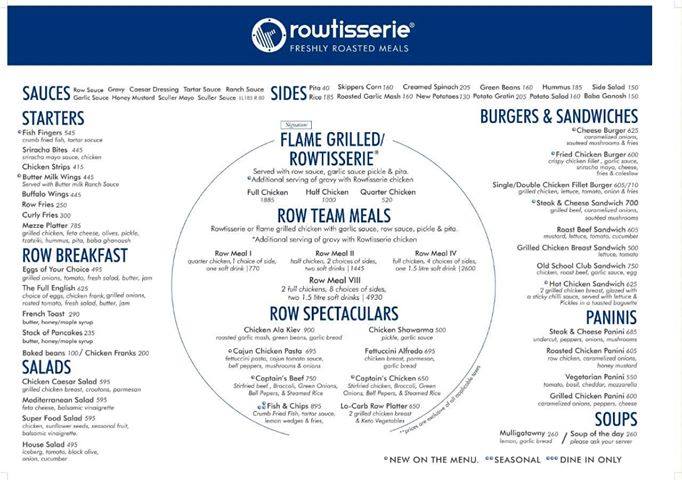 rowtisserie®
FRESHLY ROASTED MEALS
SAUCES Row Sauce Gravy Caesar Dressing Tartar Sauce Ranch Sauce
Garlic Sauce Honey Mustard Sculler Mayo Sculler Sauce
SIDES Pita 40 Skippers Corn 160 Creamed Spinach 205 Green Beans 160 Hummus 185 Side Salad 150
Rice 185 Roasted Garlic Mash 160 New Potatoes 130 Potato Gratin 205 Potato Salad 160 Baba Ganosh 150
STARTERS
Fish Fingers 545
crumb fried fish, tartar sauce
Sriracha Bites 445
sriracha mayo sauce, chicken
Chicken Strips 415
Butter Milk Wings 445
Served with Butter milk Ranch Sauce
Buffalo Wings 445
Row Fries 250
Curly Fries 300
Mezze Platter 785
grilled chicken, feta cheese, olives, pickle,
tzatziki, hummus, pita, baba ghanoush
ROW BREAKFAST
Eggs of Your Choice 495
grilled onions, tomato, fresh salad, butter, jam
The Full English 625
choice of eggs, chicken frank, grilled onions,
roasted tomato, fresh salad, butter, jam
French Toast 290
butter, honey/maple syrup
Stack of Pancakes 235
butter, honey/maple syrup
Baked beans 100/ Chicken Franks 200
SALADS
Chicken Caesar Salad 595
grilled chicken breast, croutons, parmesan
Mediterranean Salad 595
feta cheese, balsamic vinaigrette
Super Food Salad 595
chicken, sunflower seeds, seasonal fruit,
balsamic vinaigrette.
House Salad 495
iceberg, tomato, black olive,
onion, cucumber
Signature
FLAME GRILLED/
ROWTISSERIE®
Served with row sauce, garlic sauce pickle & pita.
Additional serving of gravy with Rowtisserie chicken
Full Chicken Half Chicken Quarter Chicken
1885 1000 520
ROW TEAM MEALS
Rowtisserie or flame grilled chicken with garlic sauce, row sauce, pickle & pita.
*Additional serving of gravy with Rowtisserie chicken
Row Meal I Row Meal II Row Meal IV
quarter chicken, 1 choice of side, half chicken, 2 choices of sides, full chicken, 4 choices of sides,
one soft drink |770 two soft drinks |1445 one 1.5 litre soft drink |2600
Row Meal VIII
2 full chickens, 8 choices of sides,
two 1.5 litre soft drinks | 4930
ROW SPECTACULARS
Chicken Ala Kiev 900 Chicken Shawarma 500
roasted garlic mash, green beans, garlic bread pickle, garlic sauce
Cajun Chicken Pasta 695 Fettuccini Alfredo 695
fettuccini pasta, cajun tomato sauce, chicken breast, parmesan,
bell peppers, mushrooms & onions garlic bread
Captain's Beef 750 Captain's Chicken 650
Stirfried beef, Broccoli, Green Onions, Stirfried chicken, Broccoli, Green
Bell Pepers, & Steamed Rice Onions, Bell Pepers, & Steamed Rice
Fish & Chips 895 Lo-Carb Row Platter 650
Crumb Fried Fish, Tartar sauce, 2 grilled chicken breast
lemon wedges & fries, & Keto Vegetables
**prices are exclusive of all applicable taxes
BURGERS & SANDWICHES
Cheese Burger 625
caramelized onions,
sauteed mushrooms & fries
Fried Chicken Burger 600
crispy chicken fillet, garlic sauce,
sriracha mayo, cheese,
fries & coleslaw
Single/Double Chicken Fillet Burger 605/710
grilled chicken, lettuce, tomato, onion & fries
Steak & Cheese Sandwich 700
grilled beef, caramelized onions,
sauteed mushrooms
Roast Beef Sandwich 605
mustard, lettuce, tomato, cucumber
Grilled Chicken Breast Sandwich 500
lettuce, tomato
Old School Club Sandwich 750
chicken, roast beef, garlic sauce, egg
Hot Chicken Sandwich 625
2 grilled chicken breast, glazed with
a sticky chilli sauce, served with lettuce &
Pickles in a toasted baguette
PANINIS
Steak & Cheese Panini 685
undercut, peppers, onions, mushrooms
Roasted Chicken Panini 605
row chicken, caramelized onions,
honey mustard
Vegetarian Panini 550
tomato, basil, cheddar, mozzarella
Grilled Chicken Panini 600
caramelized onions, peppers, cheese
SOUPS
Mulligatawny 260 / Soup of the day 260
lemon, garlic bread please ask your server
NEW ON THE MENU. SEASONAL DINE IN ONLY